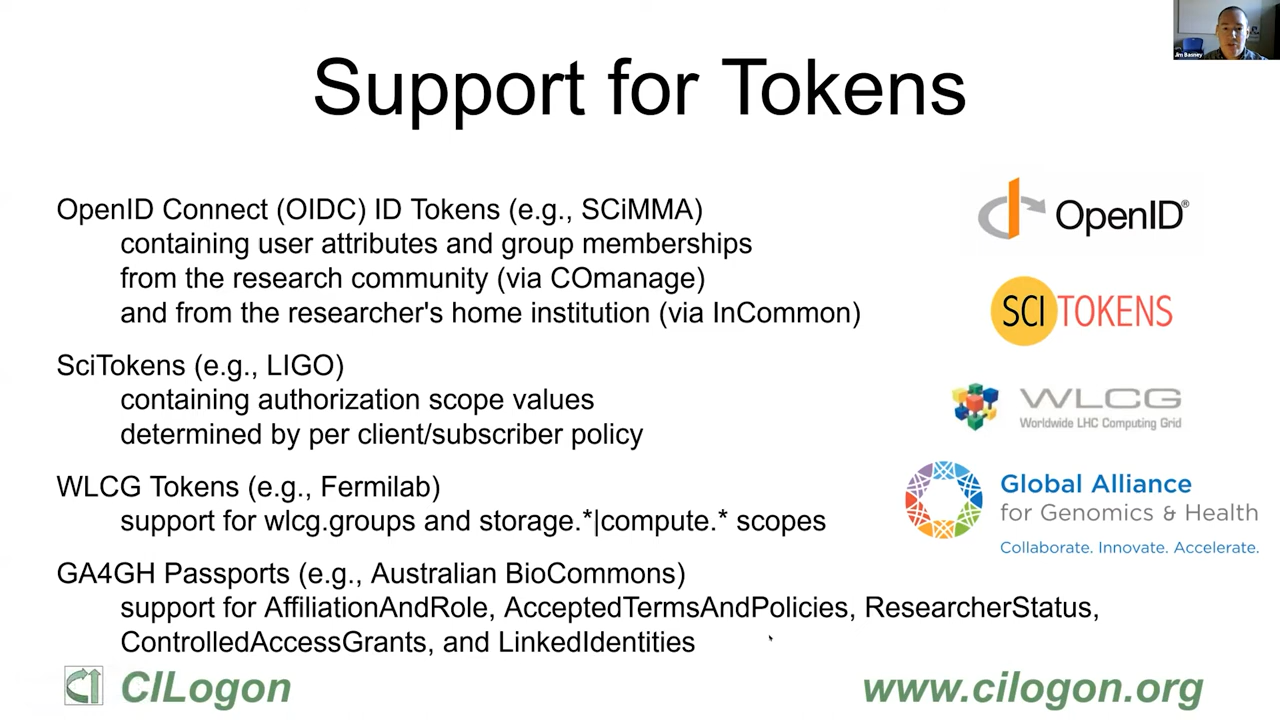 Jim Basney
Support for Tokens
OpenID Connect (OIDC) ID Tokens (e.g., SCiMMA)
containing user attributes and group memberships
from the research community (via COmanage)
and from the researcher's home institution (via InCommon)
OpenID®
SCITOKENS
SciTokens (e.g., LIGO)
containing authorization scope values
determined by per client/subscriber policy
WLCG
Worldwide LHC Computing Grid
WLCG Tokens (e.g., Fermilab)
support for wlcg.groups and storage.*|compute.* scopes
Global Alliance
for Genomics & Health
Collaborate. Innovate. Accelerate.
GA4GH Passports (e.g., Australian BioCommons)
support for AffiliationAndRole, AcceptedTermsAndPolicies, ResearcherStatus,
ControlledAccessGrants, and LinkedIdentities
CILogon
www.cilogon.org